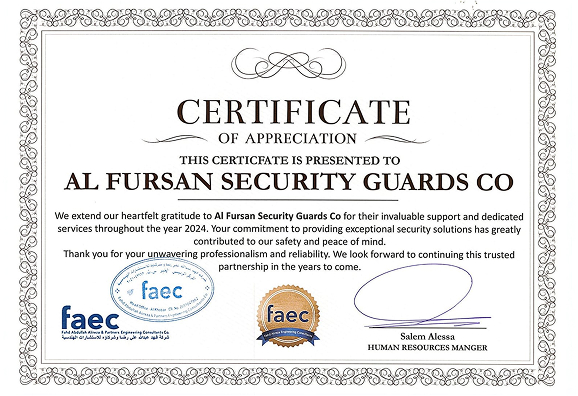 CERTIFICATE
OF APPRECIATION
THIS CERTICFATE IS PRESENTED TO
AL FURSAN SECURITY GUARDS CO
We extend our heartfelt gratitude to Al Fursan Security Guards Co for their invaluable support and dedicated
services throughout the year 2024. Your commitment to providing exceptional security solutions has greatly
contributed to our safety and peace of mind.
Thank you for your unwavering professionalism and reliability. We look forward to continuing this trusted
partnership in the years to come.
faec
faec
Fahd Abdullah Alireza & Partners Engineering Consultants Co.
شركة فهد عبدالله علي رضا وشركاؤه للاستشارات الهندسية
faec
Salem Alessa
HUMAN RESOURCES MANGER